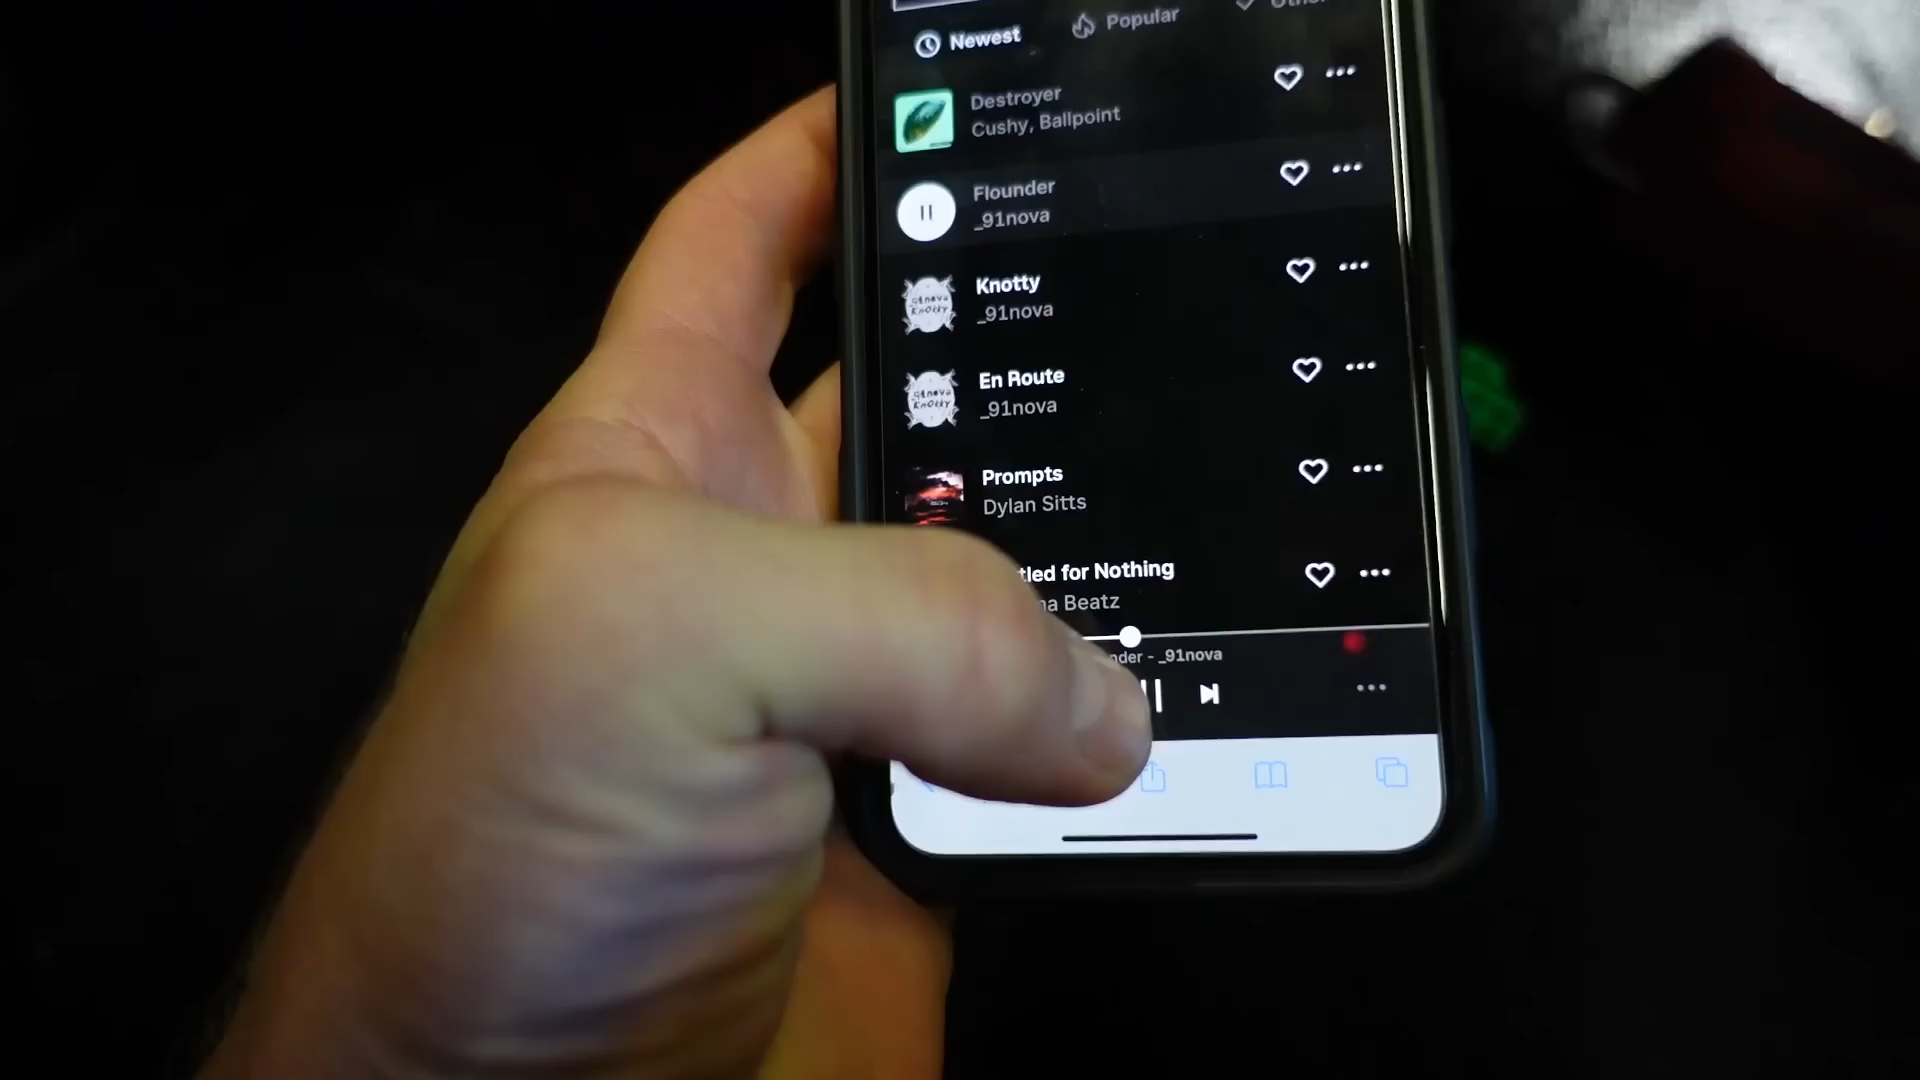 Newest
Popular
Destroyer
Cushy, Ballpoint
Flounder
_91nova
Knotty
_91nova
En Route
_91nova
Prompts
Dylan Sitts
tled for Nothing
na Beatz
nder - _91nova